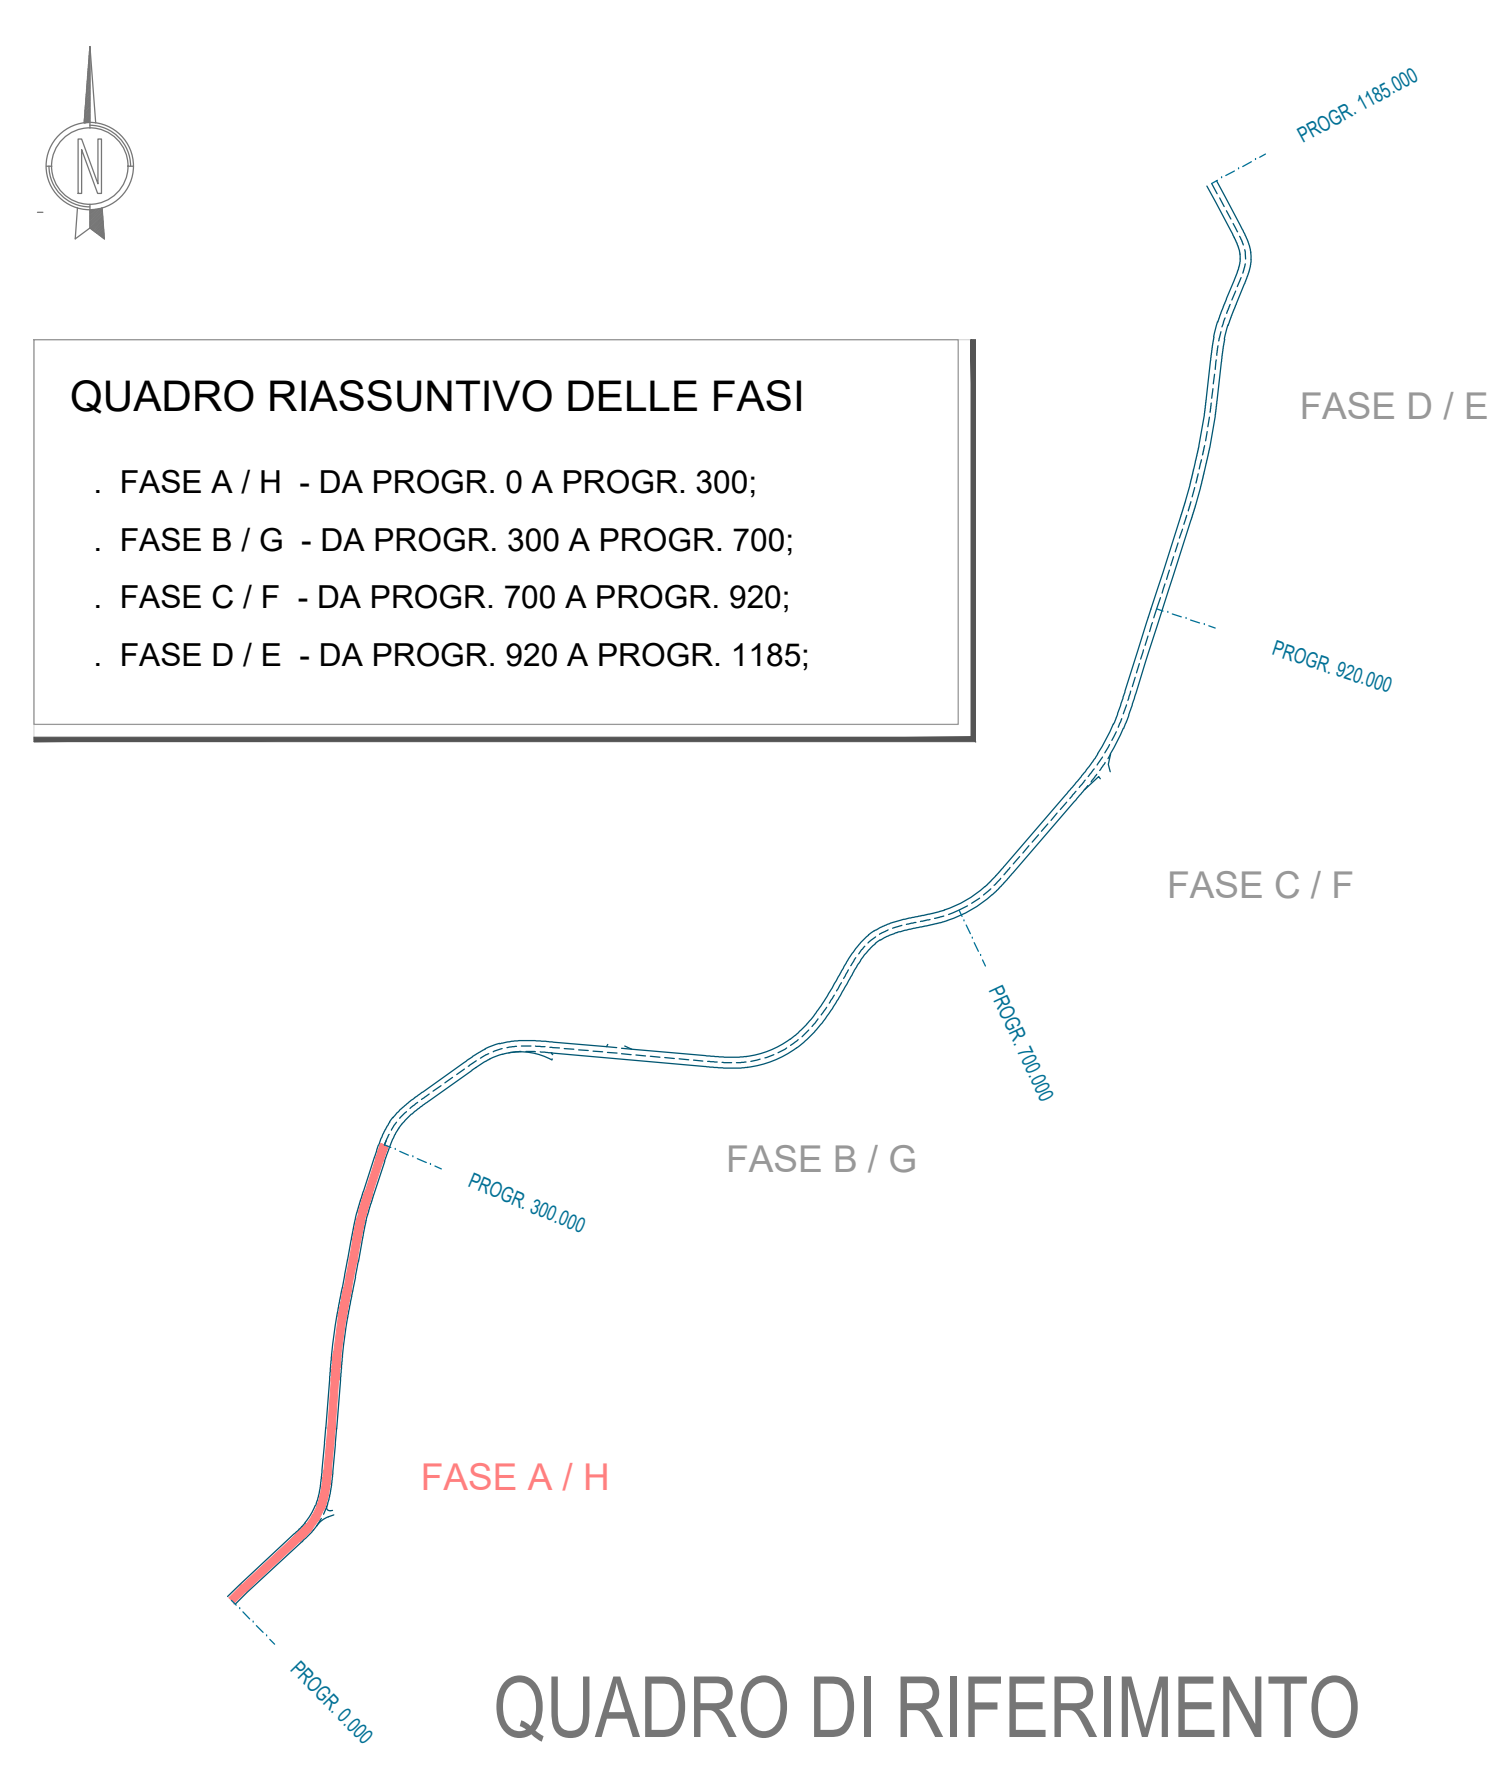 N
PROGR. 1185.000
QUADRO RIASSUNTIVO DELLE FASI
. FASE A / H - DA PROGR. 0 A PROGR. 300;
. FASE B / G - DA PROGR. 300 A PROGR. 700;
. FASE C / F - DA PROGR. 700 A PROGR. 920;
. FASE D / E - DA PROGR. 920 A PROGR. 1185;
FASE D / E
PROGR. 920.000
FASE C / F
PROGR. 700.000
FASE B / G
PROGR. 300.000
FASE A / H
PROGR. 0.000
QUADRO DI RIFERIMENTO